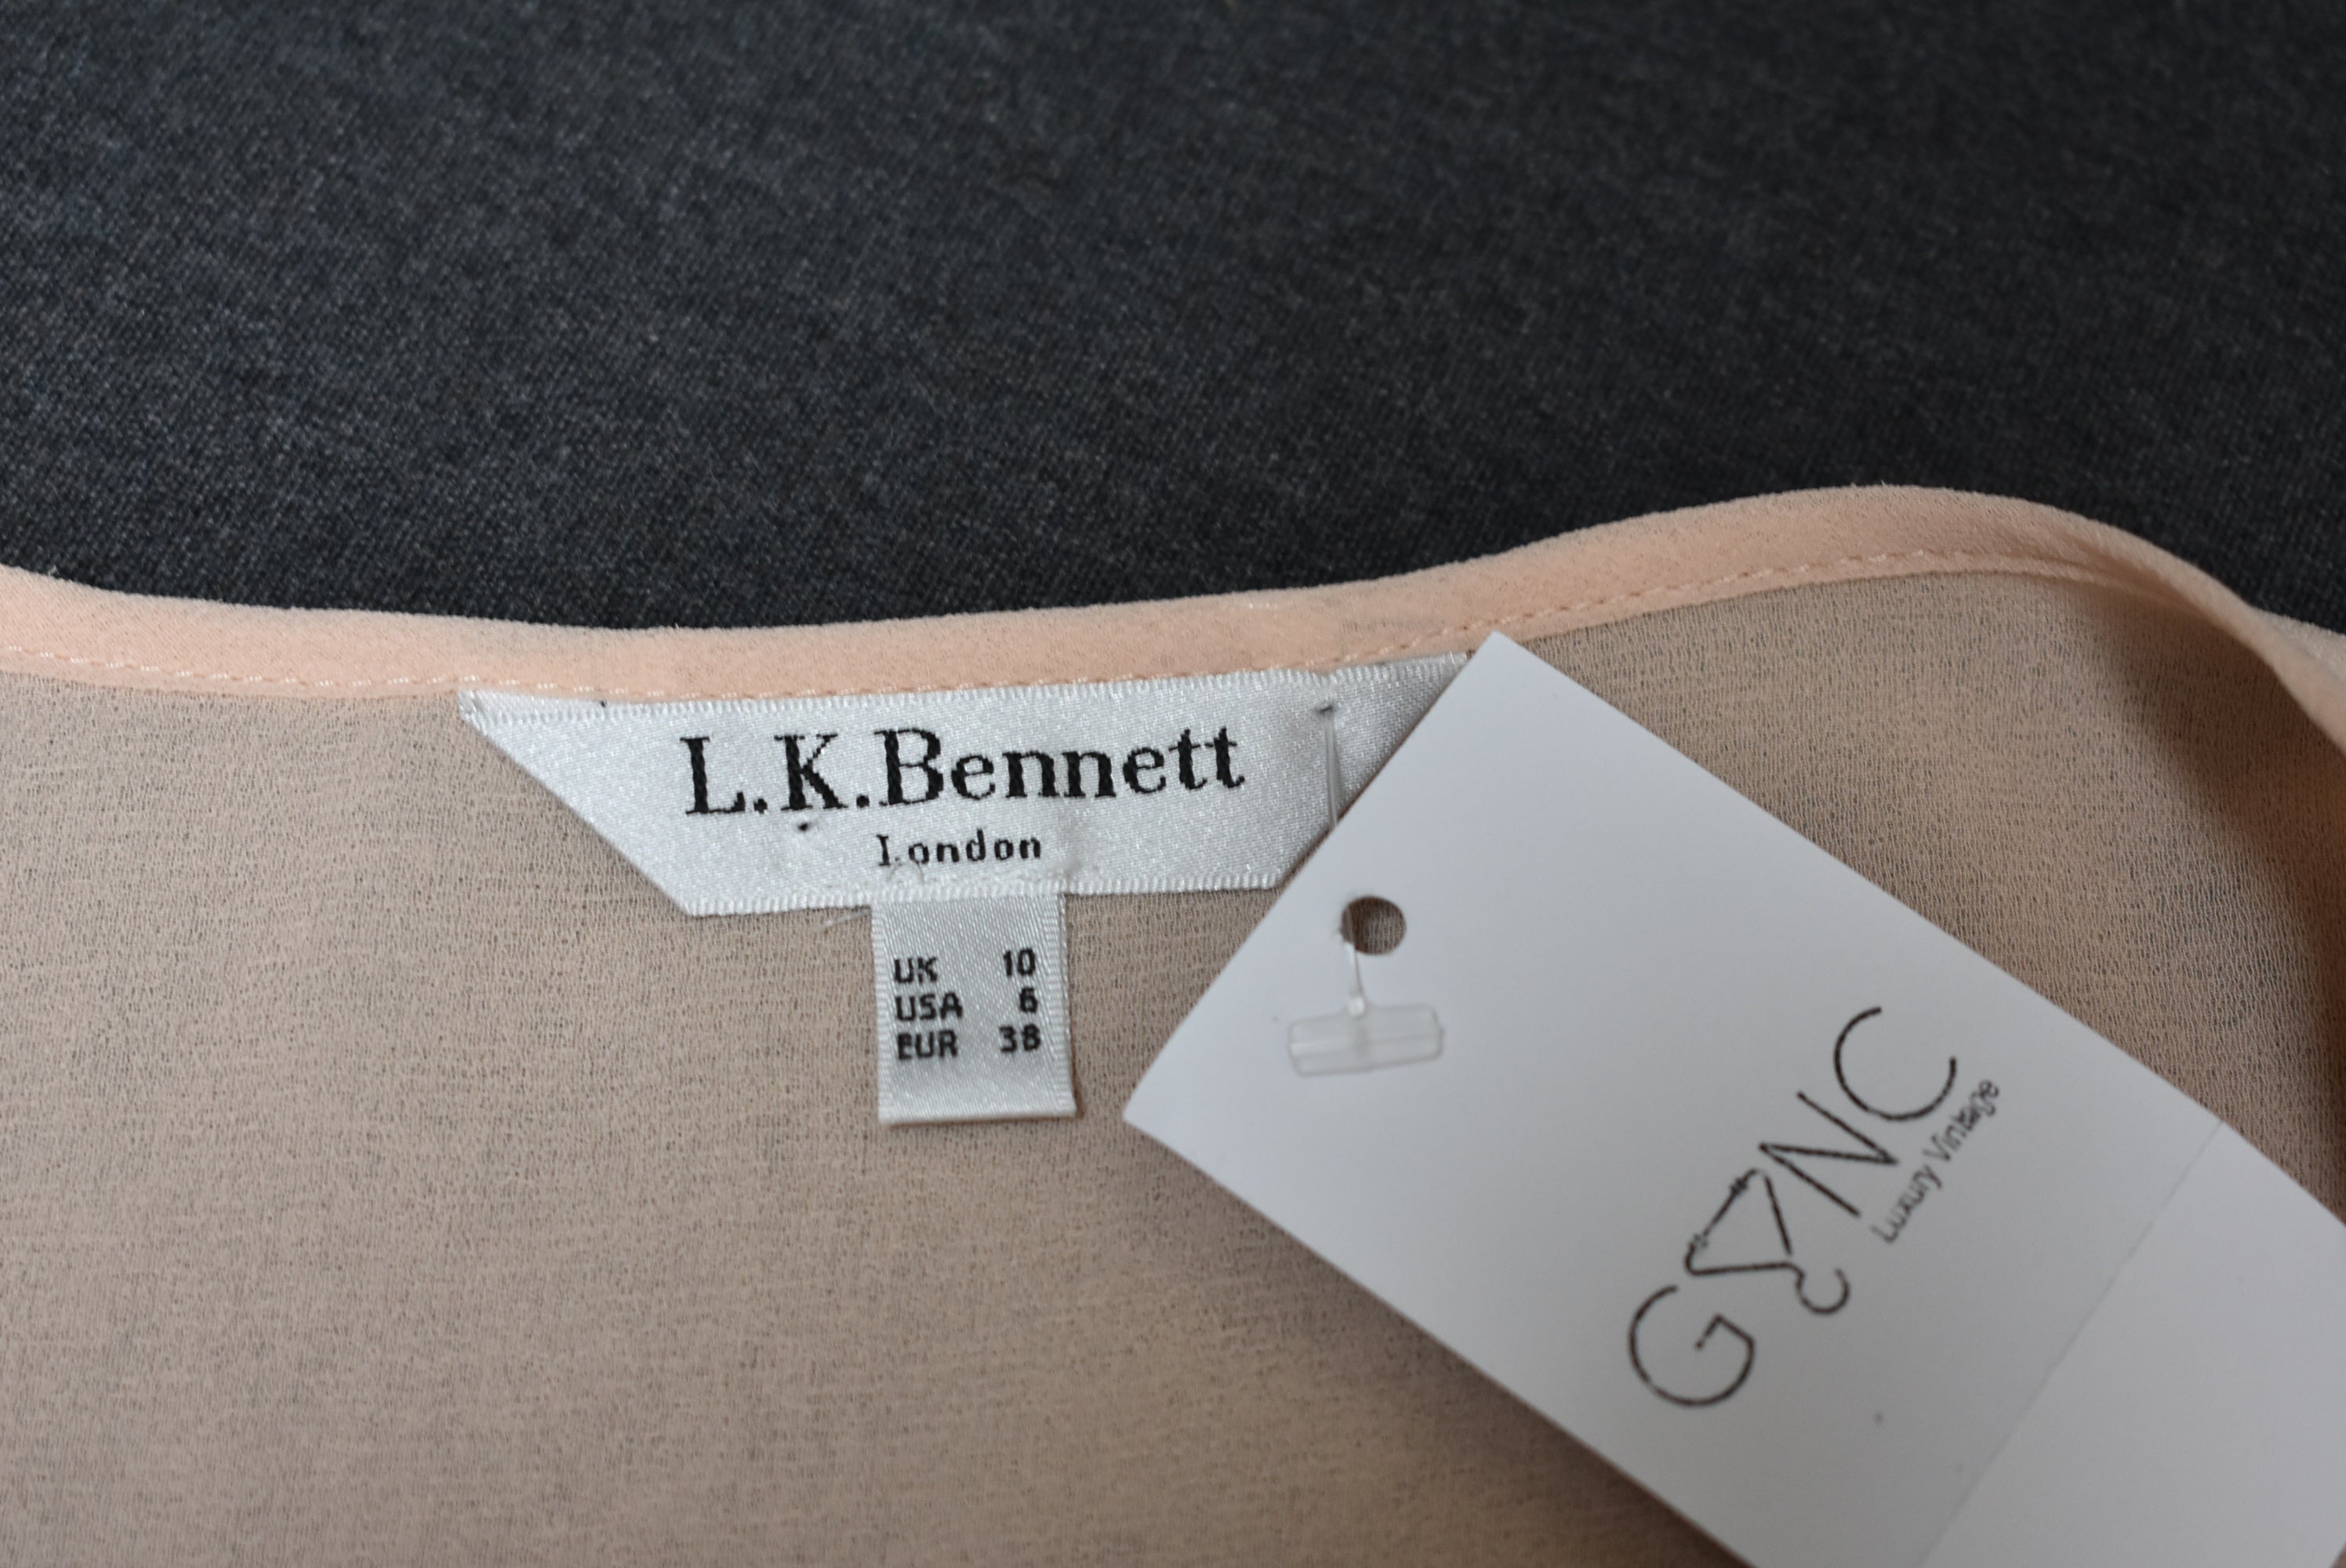 L.K.Bennett
London
UK 10
USA 6
EUR 38
G NC
Luxury Vintage